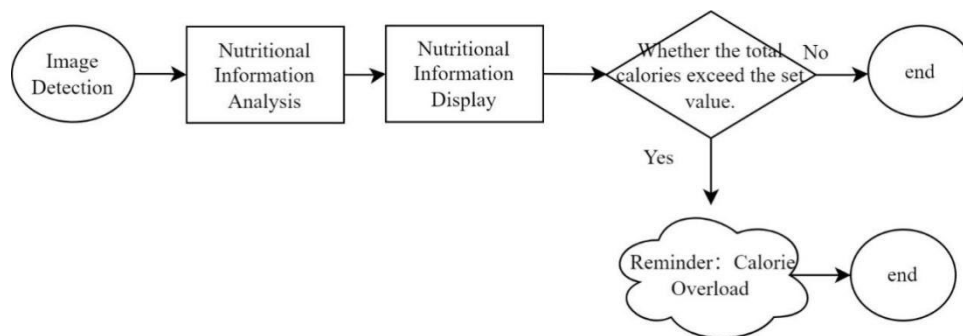 Image
Detection
Nutritional
Information
Analysis
Nutritional
Information
Display
Whether the total
calories exceed the set
value.
No
end
Yes
Reminder：Calorie
Overload
end